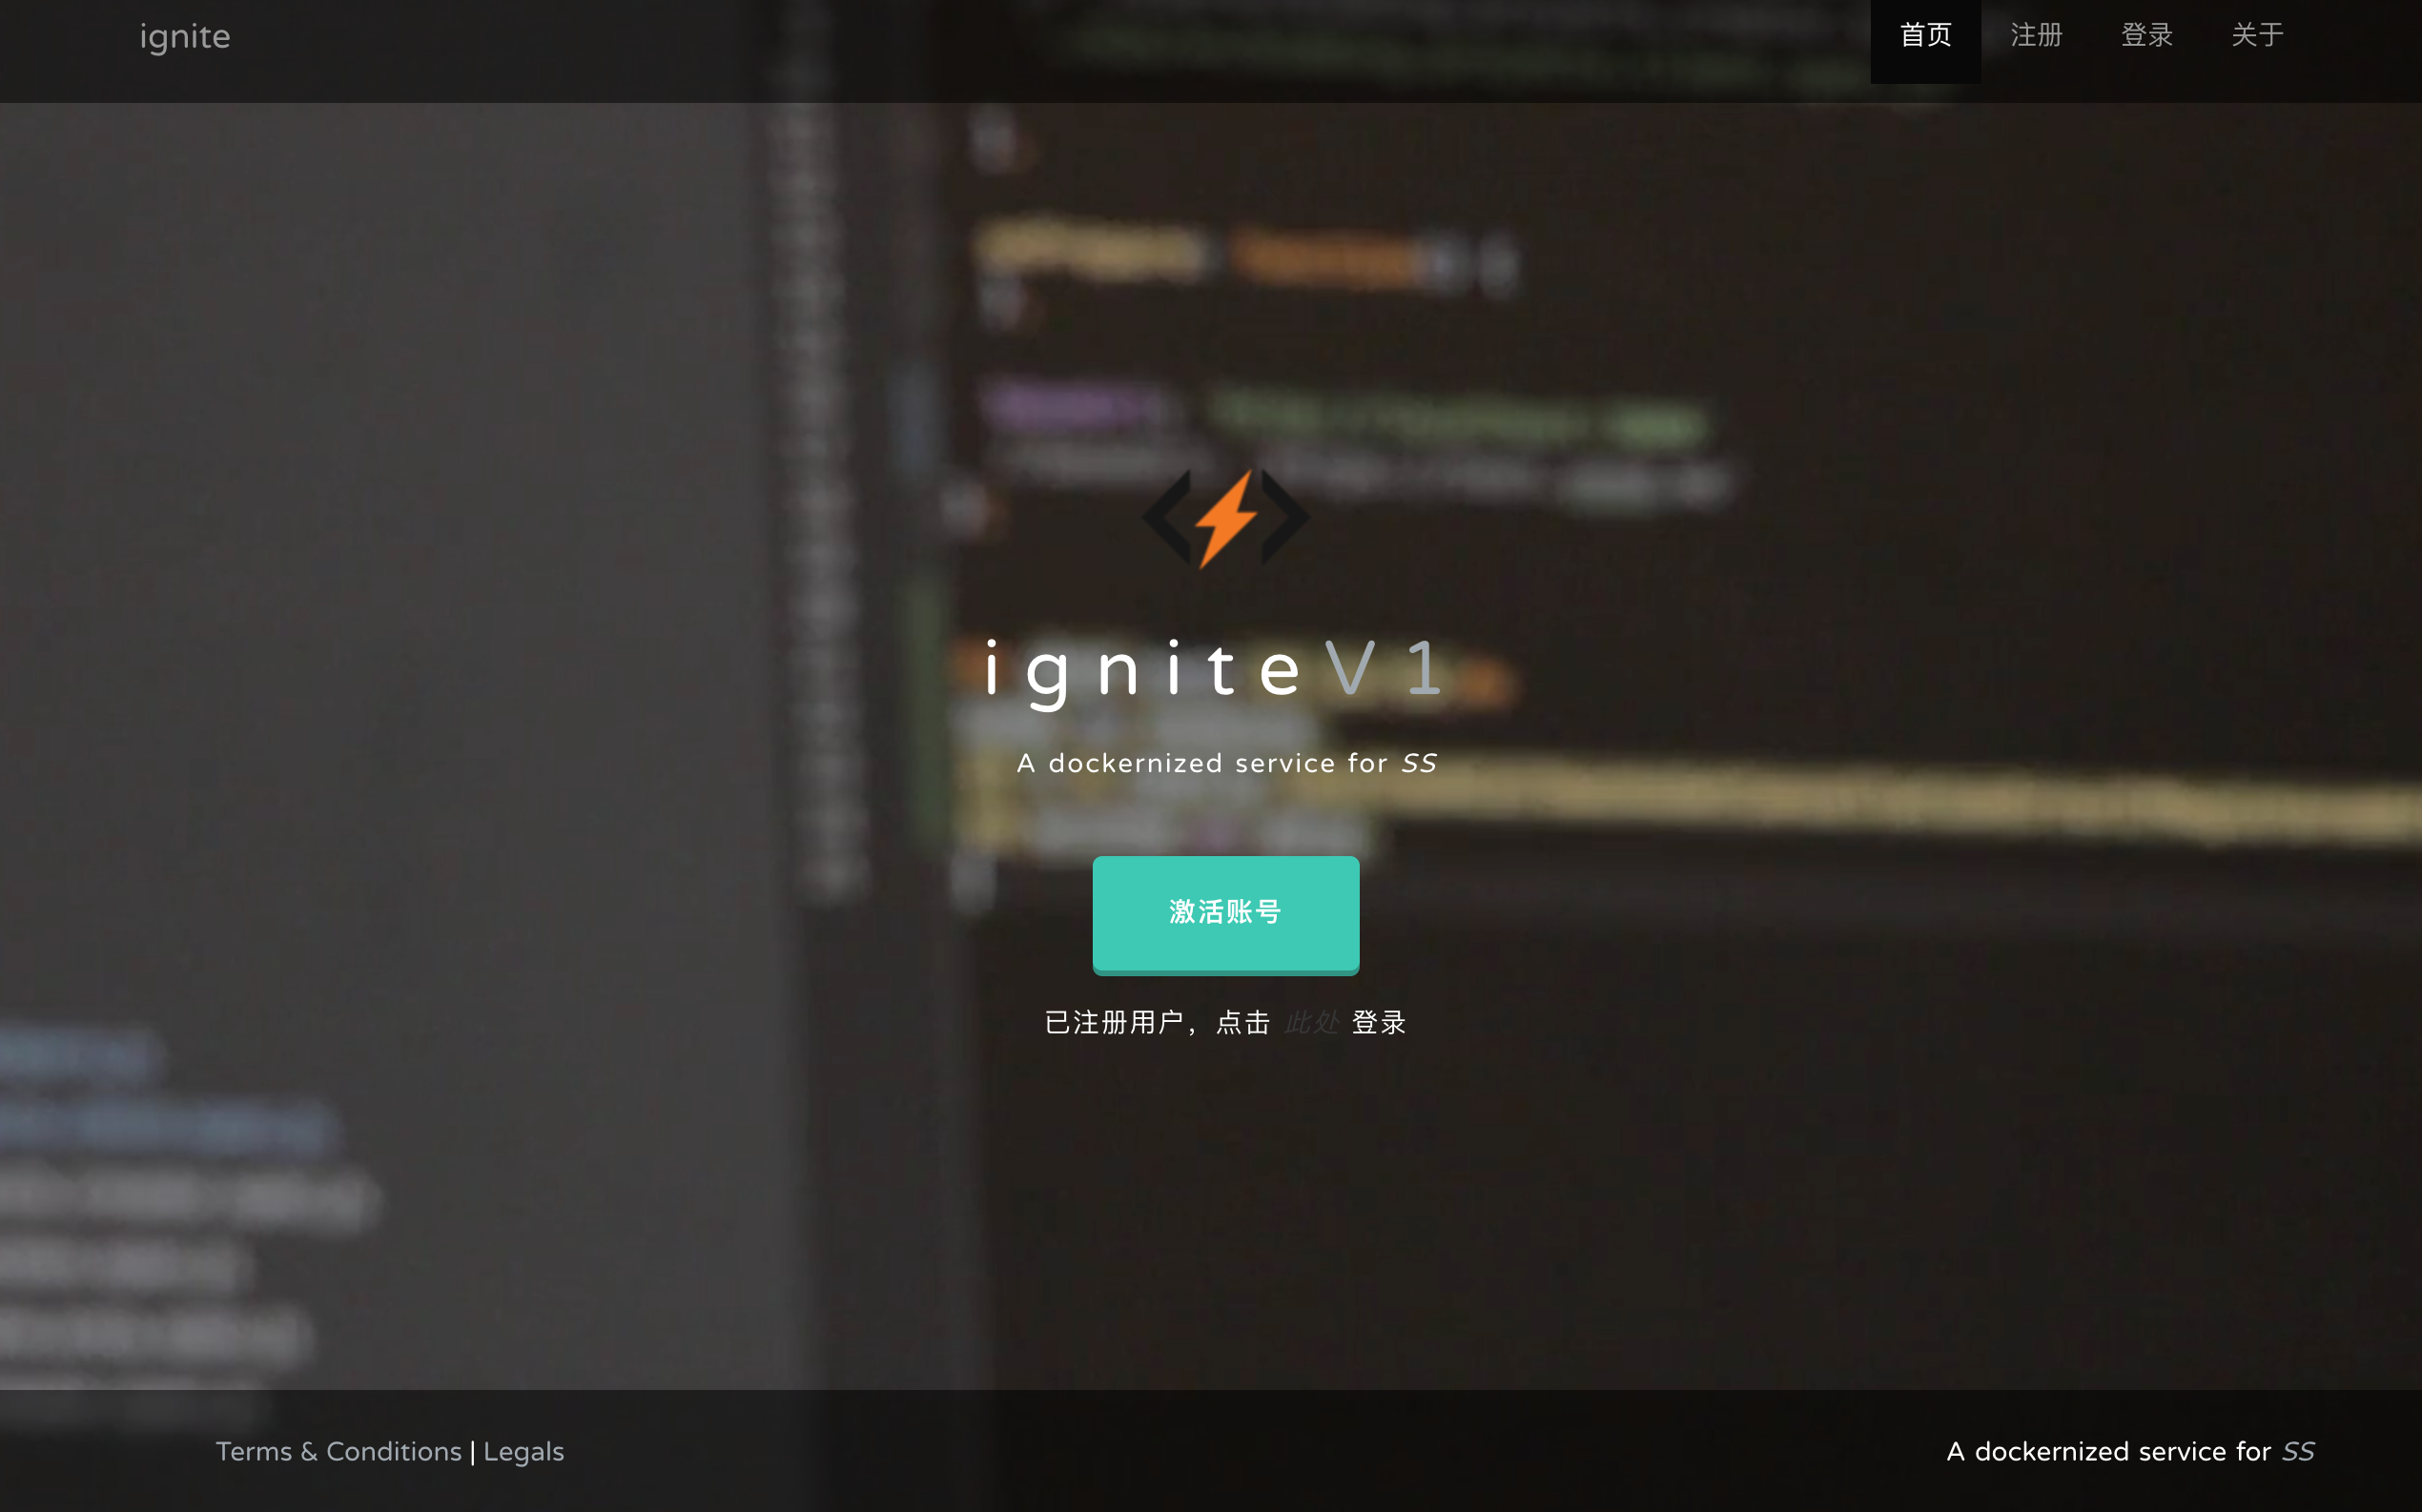 ignite
首页 注册 登录 关于
igniteV1
A dockernized service for SS
激活账号
已注册用户，点击 此处 登录
Terms & Conditions | Legals
A dockernized service for SS